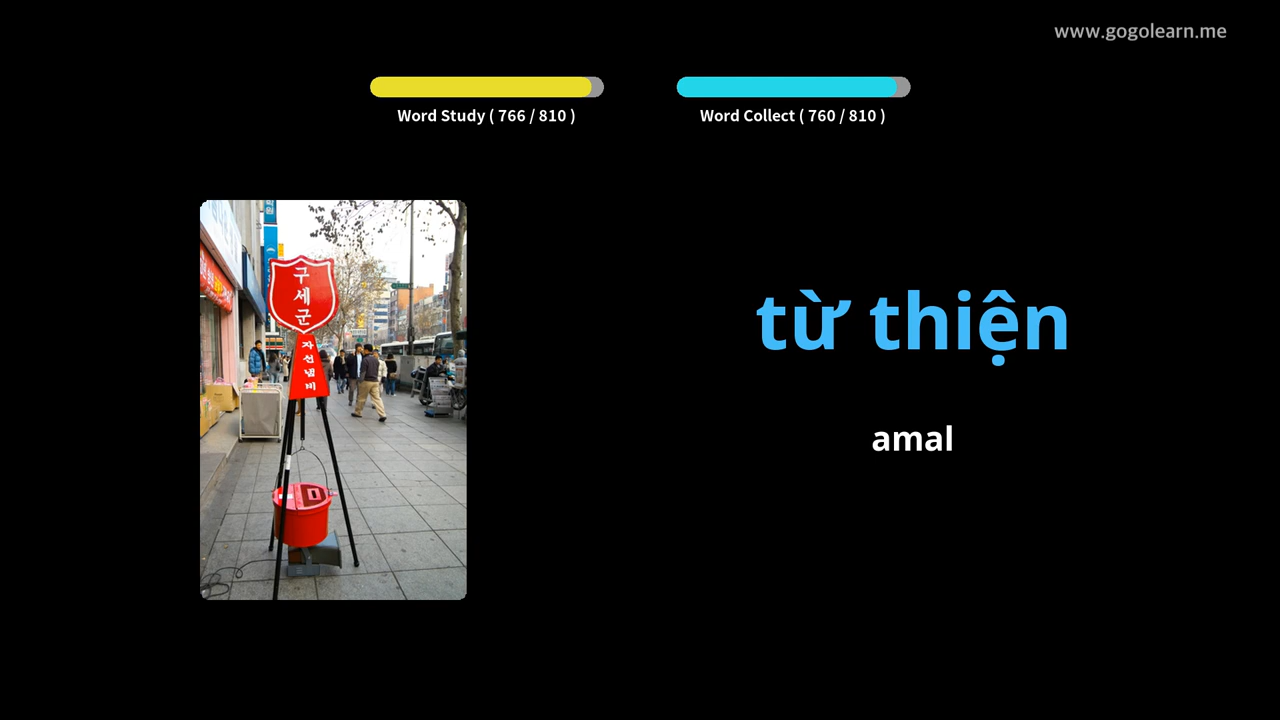 www.gogolearn.me
Word Study ( 766 / 810 )
Word Collect ( 760 / 810 )
구세군
자선냄비
từ thiện
amal